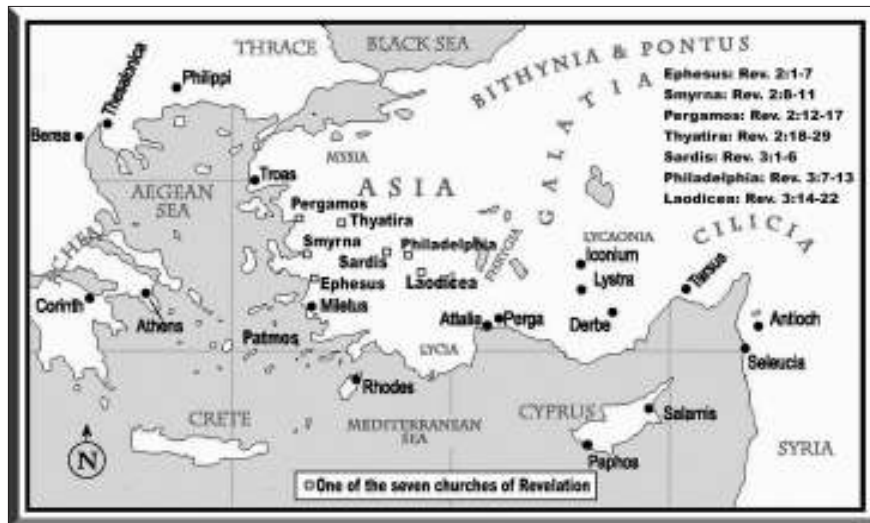 THRACE
BLACK SEA
BITHYNIA & PONTUS
Ephesus: Rev. 2:1-7
Smyrna: Rev. 2:8-11
Pergamos: Rev. 2:12-17
Thyatira: Rev. 2:18-29
Sardis: Rev. 3:1-6
Philadelphia: Rev. 3:7-13
Laodicea: Rev. 3:14-22
Philippi
Thessalonica
Berea
GALATIA
MYSIA
Troas
ASIA
AEGEAN
SEA
Pergamos
Thyatira
CILICIA
LYCAONIA
Smyrna
Philadelphia
Sardis
PHRYGIA
Iconium
Ephesus
Laodicea
Lystra
Tarsus
Corinth
Athens
Miletus
Attalia
Perga
Derbe
Antioch
Patmos
LYCIA
Seleucia
Rhodes
CRETE
MEDITERRANEAN
SEA
CYPRUS
Salamis
Paphos
SYRIA
N
One of the seven churches of Revelation